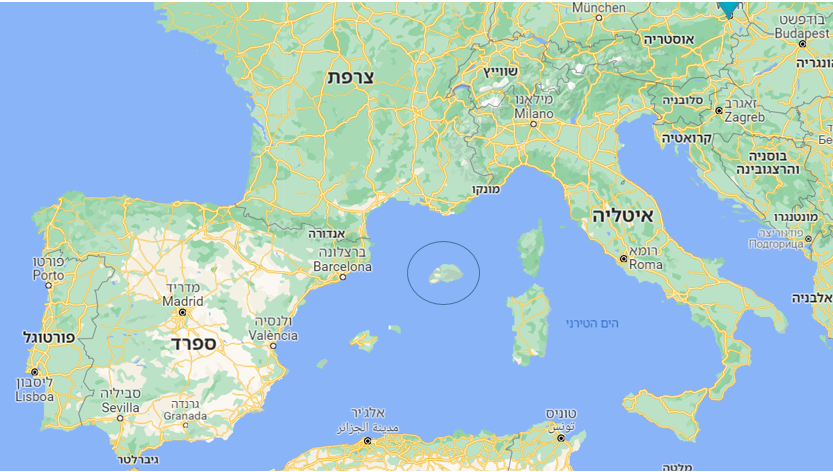 München
בודפשט
Budapest
אוסטריה
הונגריה
צרפת
שווייץ
מילאנו
Milano
סלובניה
זאגרב
Zagreb
קרואטיה
בוסניה
והרצגובינה
מונקו
מונטנגרו
פודגוריצה
Подгорица
איטליה
אנדורה
ברצלונה
Barcelona
רומא
Roma
פורטו
Porto
מדריד
Madrid
אלבניה
ולנסיה
València
הים הטירני
פורטוגל
ספרד
ליסבון
Lisboa
סביליה
Sevilla
גרנדה
Granada
אלג'יר
مدينة الجزائر
טוניס
تونس
גיברלטר
מלטה